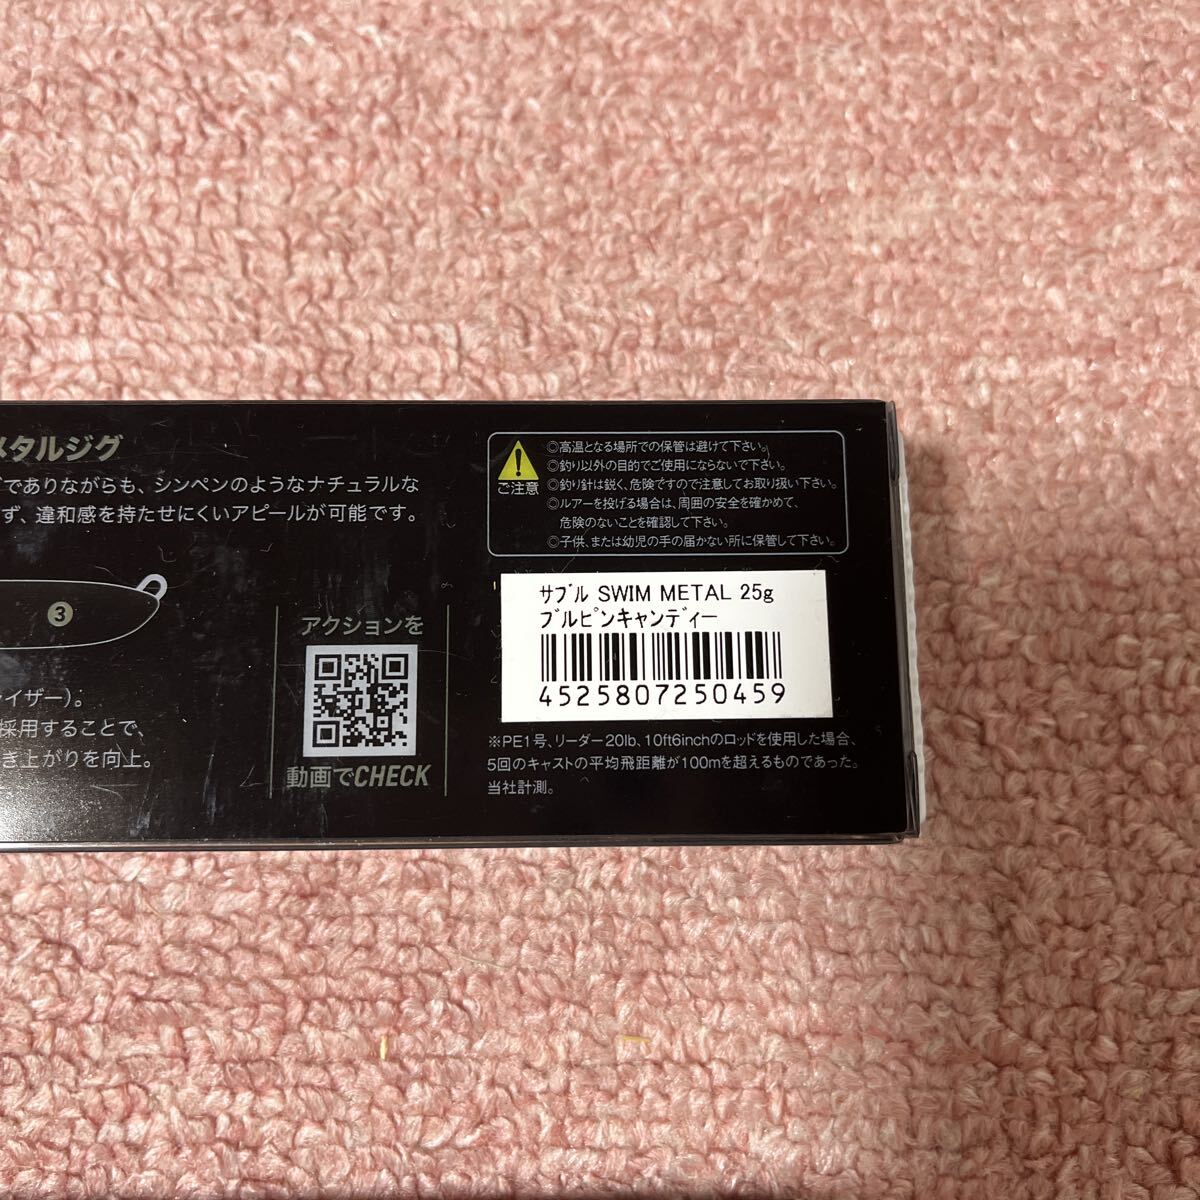 メタルジグ
でありながらも、シンペンのようなナチュラルな
ず、違和感を持たせにくいアピールが可能です。
3
イザー)。
採用することで、
き上がりを向上。
アクションを
動画でCHECK
ご注意
◎高温となる場所での保管は避けて下さい。
◎釣り以外の目的でご使用にならないで下さい。
◎釣り針は鋭く、危険ですので注意してお取り扱い下さい。
◎ルアーを投げる場合は、周囲の安全を確かめて、
危険のないことを確認して下さい。
◎子供、または幼児の手の届かない所に保管して下さい。
サブル SWIM METAL 25g
ブルピンキャンディー
4525807250459
※PE1号、リーダー20lb、10ft6inchのロッドを使用した場合、
5回のキャストの平均飛距離が100mを超えるものであった。
当社計測。